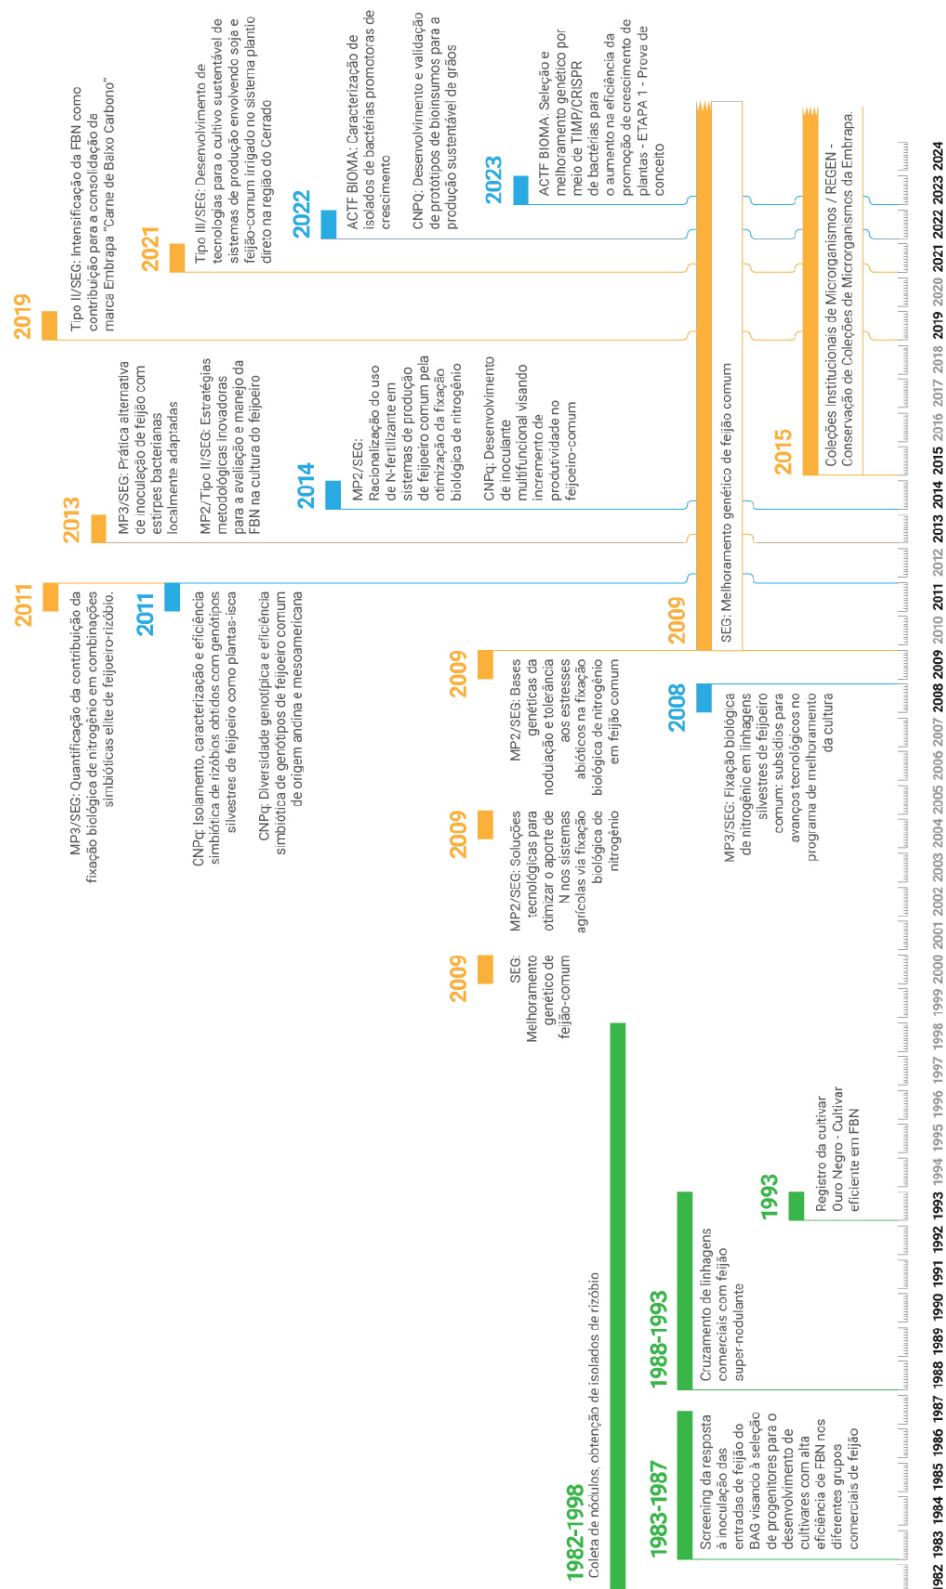 2019
Tipo II/SEG: Intensificação da FBN como
contribuição para a consolidação da
marca Embrapa "Carne de Baixo Carbono"
2021
Tipo III/SEG: Desenvolvimento de
tecnologias para o cultivo sustentável de
sistemas de produção envolvendo soja e
feijão-comum irrigado no sistema plantio
direto na região do Cerrado
2022
ACTF BIOMA: Caracterização de
isolados de bactérias promotoras de
crescimento
CNPQ: Desenvolvimento e validação
de protótipos de bioinsumos para a
produção sustentável de grãos
2023
ACTF BIOMA: Seleção e
melhoramento genético por
meio de TIMP/CRISPR
de bactérias para
o aumento na eficiência da
promoção de crescimento de
plantas - ETAPA 1 - Prova de
conceito
2013
MP3/SEG: Prática alternativa
de inoculação de feijão com
estirpes bacterianas
localmente adaptadas
MP2/Tipo II/SEG: Estratégias
metodológicas inovadoras
para a avaliação e manejo da
FBN na cultura do feijoeiro
2014
MP2/SEG:
Racionalização do uso
de N-fertilizante em
sistemas de produção
de feijoeiro comum pela
otimização da fixação
biológica de nitrogênio
CNPq: Desenvolvimento
de inoculante
multifuncional visando
incremento de
produtividade no
feijoeiro-comum
2015
Coleções Institucionais de Microrganismos / REGEN -
Conservação de Coleções de Microrganismos da Embrapa.
2011
MP3/SEG: Quantificação da contribuição da
fixação biológica de nitrogênio em combinações
simbióticas elite de feijoeiro-rizóbio.
2011
CNPq: Isolamento, caracterização e eficiência
simbiótica de rizóbios obtidos com genótipos
silvestres de feijoeiro como plantas-isca
CNPq: Diversidade genotípica e eficiência
simbiótica de genótipos de feijoeiro comum
de origem andina e mesoamericana
2009
MP2/SEG: Bases
genéticas da
nodulação e tolerância
aos estresses
abióticos na fixação
biológica de nitrogênio
em feijão comum
2009
SEG: Melhoramento genético de feijão comum
2008
MP3/SEG: Fixação biológica
de nitrogênio em linhagens
silvestres de feijoeiro
comum: subsídios para
avanços tecnológicos no
programa de melhoramento
da cultura
2009
MP2/SEG: Soluções
tecnológicas para
otimizar o aporte de
N nos sistemas
agrícolas via fixação
biológica de
nitrogênio
2009
SEG:
Melhoramento
genético de
feijão-comum
1982-1998
Coleta de nódulos, obtenção de isolados de rizóbio
1983-1987
Screening da resposta
à inoculação das
entradas de feijão do
BAG visando à seleção
de progenitores para o
desenvolvimento de
cultivares com alta
eficiência de FBN nos
diferentes grupos
comerciais de feijão
1988-1993
Cruzamento de linhagens
comerciais com feijão
super-nodulante
1993
Registro da cultivar
Ouro Negro - Cultivar
eficiente em FBN
1982 1983 1984 1985 1986 1987 1988 1989 1990 1991 1992 1993 1994 1995 1996 1997 1998 1999 2000 2001 2002 2003 2004 2005 2006 2007 2008 2009 2010 2011 2012 2013 2014 2015 2016 2017 2018 2019 2020 2021 2022 2023 2024